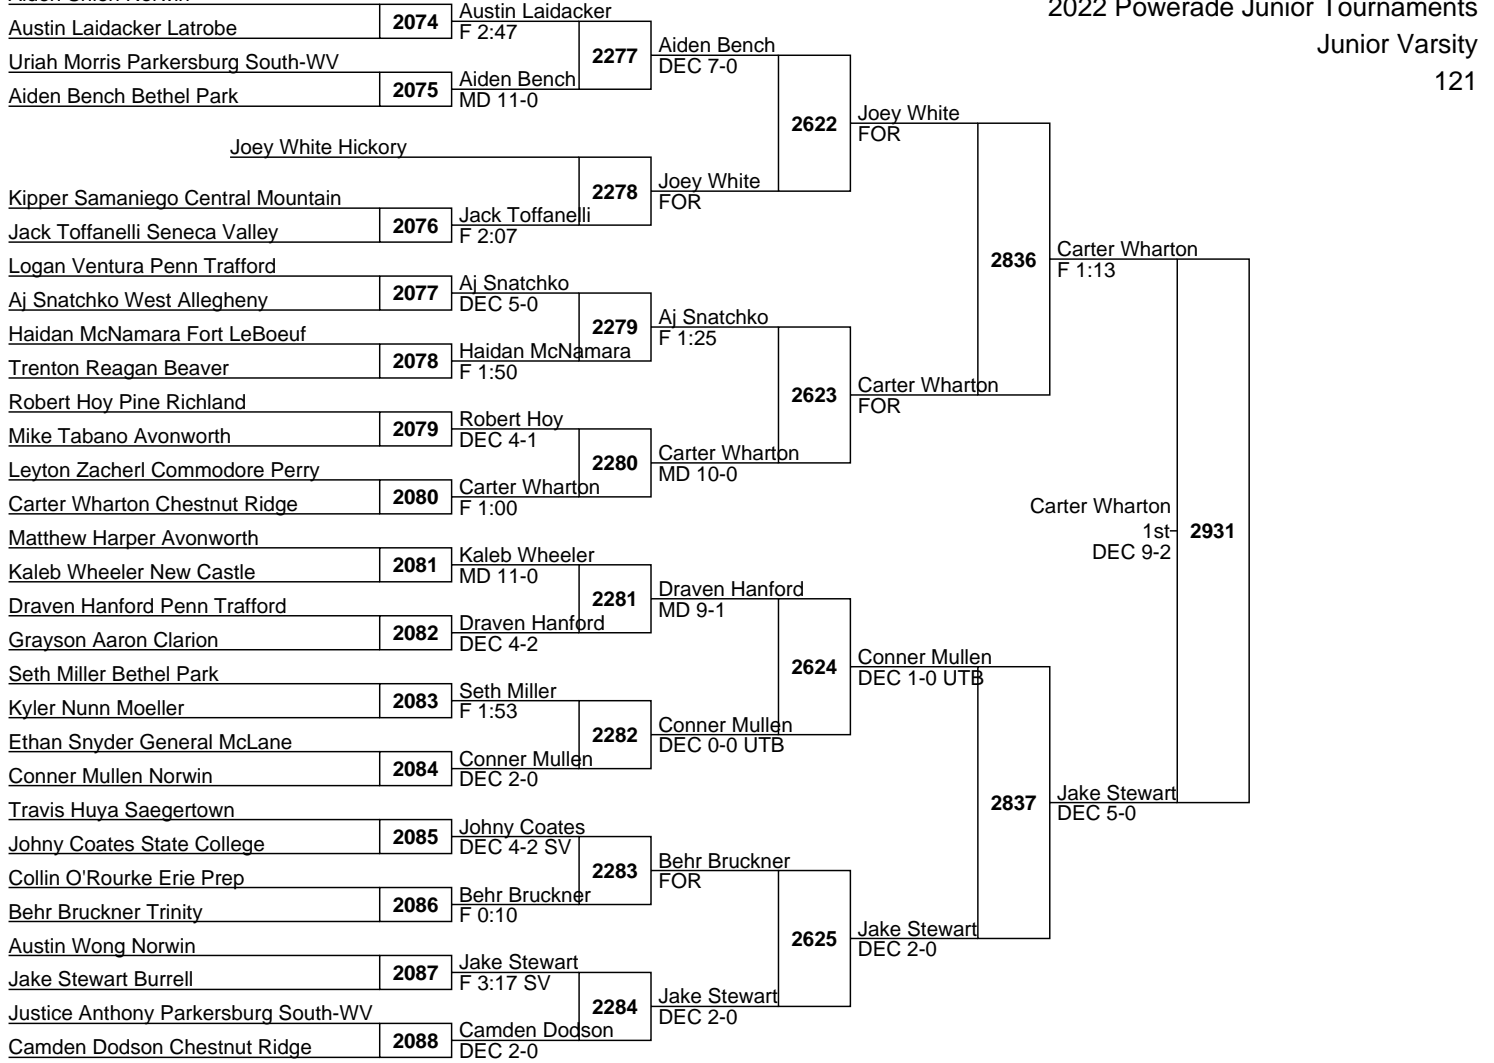 2022 Powerade Junior Tournaments
Junior Varsity
121
Austin Laidacker Latrobe
2074
Austin Laidacker
F 2:47
Uriah Morris Parkersburg South-WV
Aiden Bench Bethel Park
2075
Aiden Bench
MD 11-0
2277
Aiden Bench
DEC 7-0
Joey White Hickory
Kipper Samaniego Central Mountain
Jack Toffanelli Seneca Valley
2076
Jack Toffanelli
F 2:07
2278
Joey White
FOR
2622
Joey White
FOR
Logan Ventura Penn Trafford
Aj Snatchko West Allegheny
2077
Aj Snatchko
DEC 5-0
Haidan McNamara Fort LeBoeuf
Trenton Reagan Beaver
2078
Haidan McNamara
F 1:50
2279
Aj Snatchko
F 1:25
Robert Hoy Pine Richland
Mike Tabano Avonworth
2079
Robert Hoy
DEC 4-1
Leyton Zacherl Commodore Perry
Carter Wharton Chestnut Ridge
2080
Carter Wharton
F 1:00
2280
Carter Wharton
MD 10-0
2623
Carter Wharton
FOR
2836
Carter Wharton
F 1:13
Matthew Harper Avonworth
Kaleb Wheeler New Castle
2081
Kaleb Wheeler
MD 11-0
Draven Hanford Penn Trafford
Grayson Aaron Clarion
2082
Draven Hanford
DEC 4-2
2281
Draven Hanford
MD 9-1
Seth Miller Bethel Park
Kyler Nunn Moeller
2083
Seth Miller
F 1:53
Ethan Snyder General McLane
Conner Mullen Norwin
2084
Conner Mullen
DEC 2-0
2282
Conner Mullen
DEC 0-0 UTB
2624
Conner Mullen
DEC 1-0 UTB
Travis Huya Saegertown
Johny Coates State College
2085
Johny Coates
DEC 4-2 SV
Collin O'Rourke Erie Prep
Behr Bruckner Trinity
2086
Behr Bruckner
F 0:10
2283
Behr Bruckner
FOR
Austin Wong Norwin
Jake Stewart Burrell
2087
Jake Stewart
F 3:17 SV
Justice Anthony Parkersburg South-WV
Camden Dodson Chestnut Ridge
2088
Camden Dodson
DEC 2-0
2284
Jake Stewart
DEC 2-0
2625
Jake Stewart
DEC 2-0
2837
Jake Stewart
DEC 5-0
Carter Wharton
1st
DEC 9-2
2931